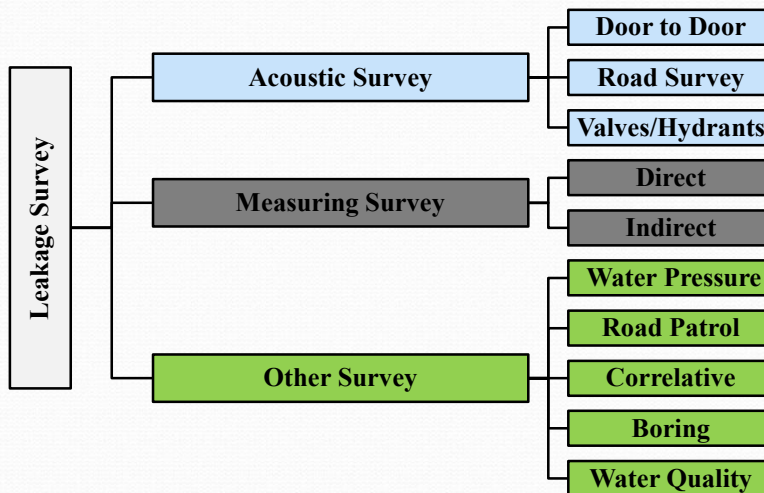 Leakage Survey
Acoustic Survey
Door to Door
Road Survey
Valves/Hydrants
Measuring Survey
Direct
Indirect
Other Survey
Water Pressure
Road Patrol
Correlative
Boring
Water Quality